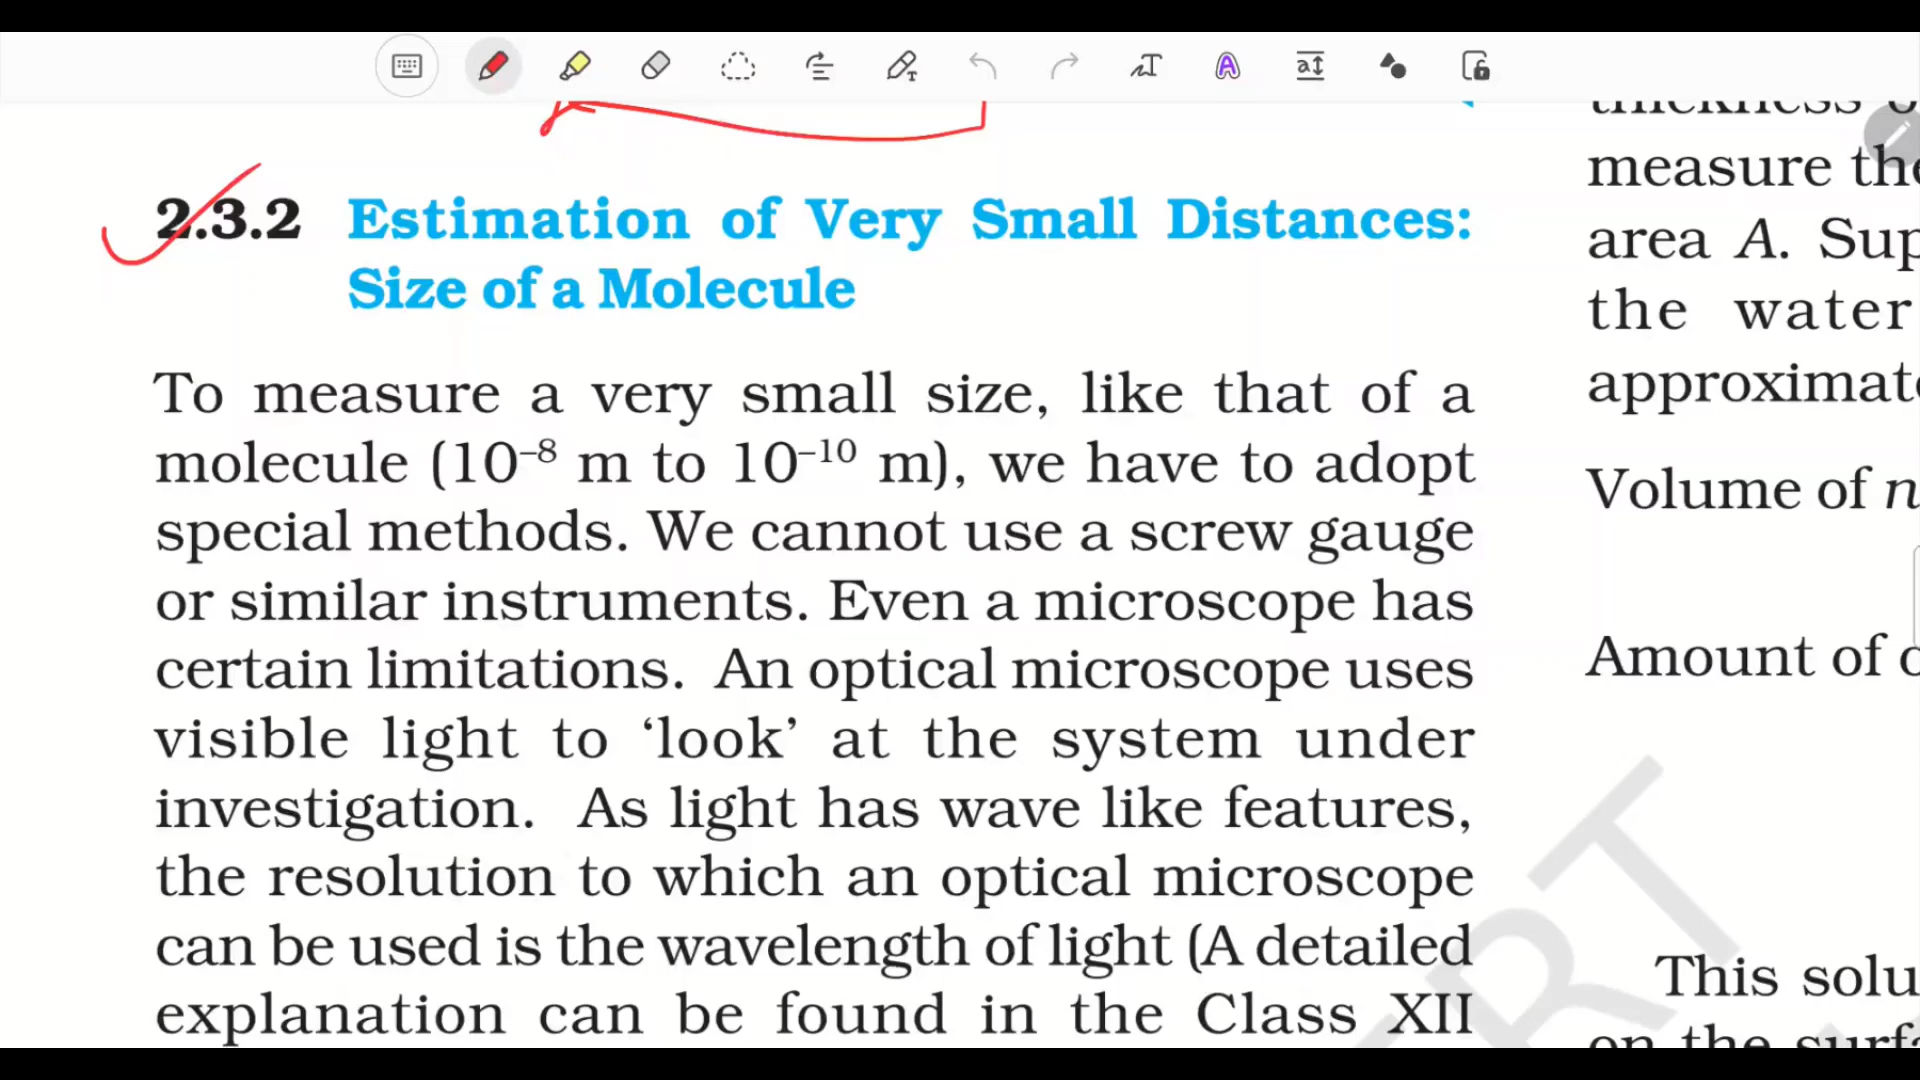 2.3.2 Estimation of Very Small Distances:
Size of a Molecule
To measure a very small size, like that of a
molecule (10⁻⁸ m to 10⁻¹⁰ m), we have to adopt
special methods. We cannot use a screw gauge
or similar instruments. Even a microscope has
certain limitations. An optical microscope uses
visible light to ‘look’ at the system under
investigation. As light has wave like features,
the resolution to which an optical microscope
can be used is the wavelength of light (A detailed
explanation can be found in the Class XII
measure the
area A. Sup
the water
approximate
Volume of n
Amount of
This solu
on the surfa